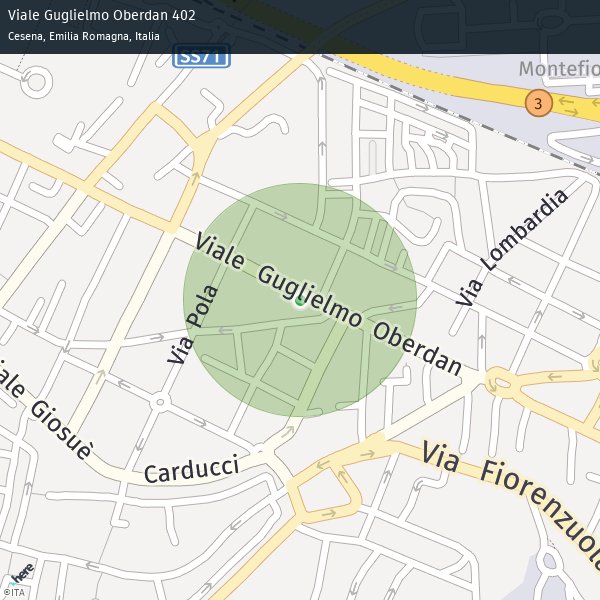 Viale Guglielmo Oberdan 402
Cesena, Emilia Romagna, Italia
SS71
Montefio
3
Via Lombardia
Viale Guglielmo Oberdan
Via Pola
iale Giosuè
Carducci
Via Fiorenzuola
here
©ITA